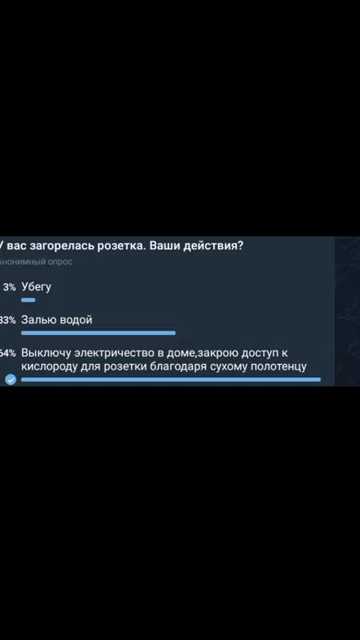 У вас загорелась розетка. Ваши действия?
Анонимный опрос
3% Убегу
33% Залью водой
64% Выключу электричество в доме,закрою доступ к
кислороду для розетки благодаря сухому полотенцу